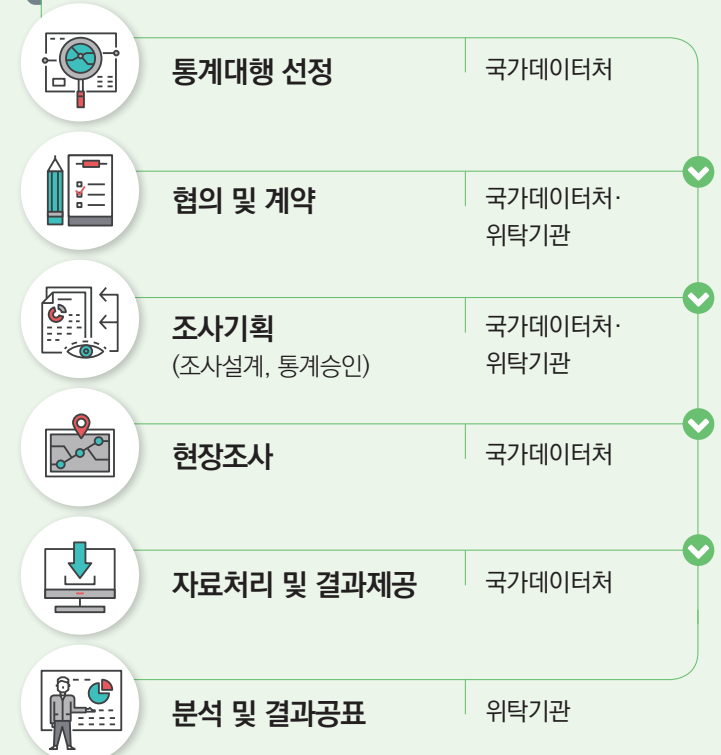 통계대행 선정
국가데이터처
협의 및 계약
국가데이터처·
위탁기관
조사기획
(조사설계, 통계승인)
국가데이터처·
위탁기관
현장조사
국가데이터처
자료처리 및 결과제공
국가데이터처
분석 및 결과공표
위탁기관